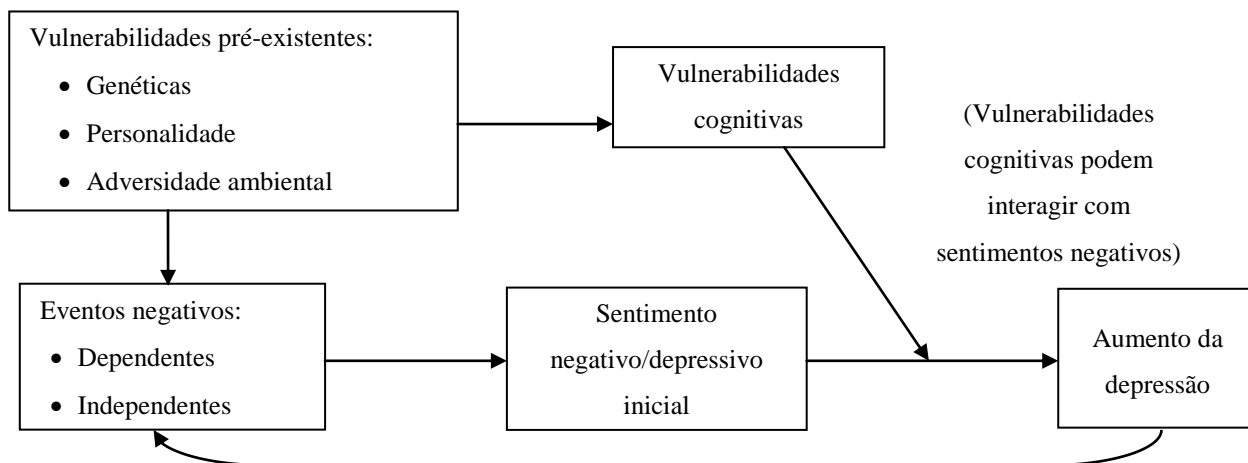 Vulnerabilidades pré-existentes:
• Genéticas
• Personalidade
• Adversidade ambiental
Vulnerabilidades
cognitivas
(Vulnerabilidades
cognitivas podem
interagir com
sentimentos negativos)
Eventos negativos:
• Dependentes
• Independentes
Sentimento
negativo/depressivo
inicial
Aumento da
depressão